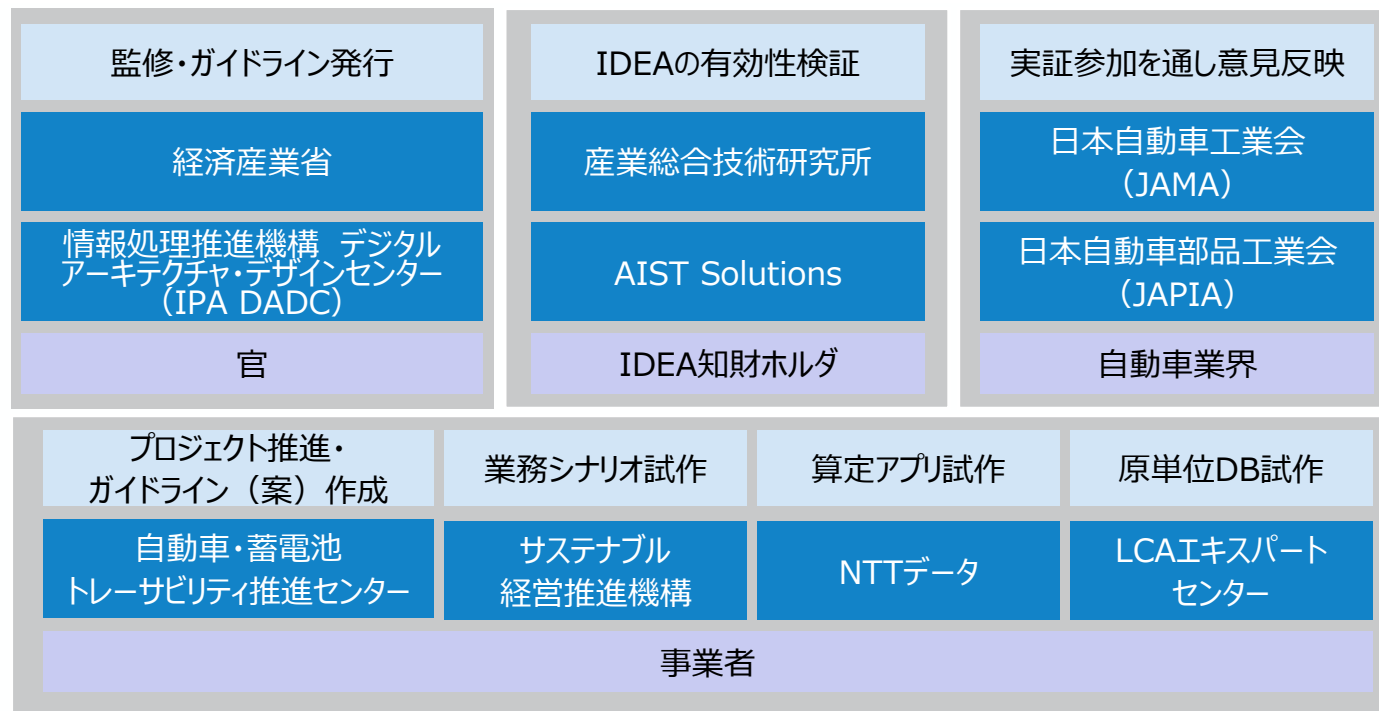 監修・ガイドライン発行
経済産業省
情報処理推進機構 デジタル
アーキテクチャ・デザインセンター
（IPA DADC）
官
IDEAの有効性検証
産業総合技術研究所
AIST Solutions
IDEA知財ホルダ
実証参加を通し意見反映
日本自動車工業会
（JAMA）
日本自動車部品工業会
（JAPIA）
自動車業界
プロジェクト推進・
ガイドライン（案）作成
自動車・蓄電池
トレーサビリティ推進センター
業務シナリオ試作
サステナブル
経営推進機構
算定アプリ試作
NTTデータ
原単位DB試作
LCAエキスパート
センター
事業者